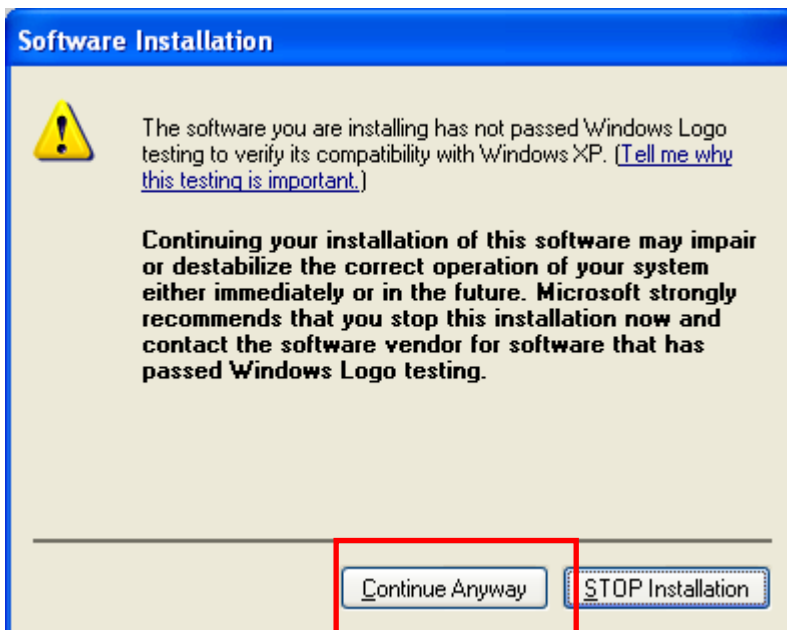 Software Installation
The software you are installing has not passed Windows Logo
testing to verify its compatibility with Windows XP. (Tell me why
this testing is important.)
Continuing your installation of this software may impair
or destabilize the correct operation of your system
either immediately or in the future. Microsoft strongly
recommends that you stop this installation now and
contact the software vendor for software that has
passed Windows Logo testing.
Continue Anyway
STOP Installation